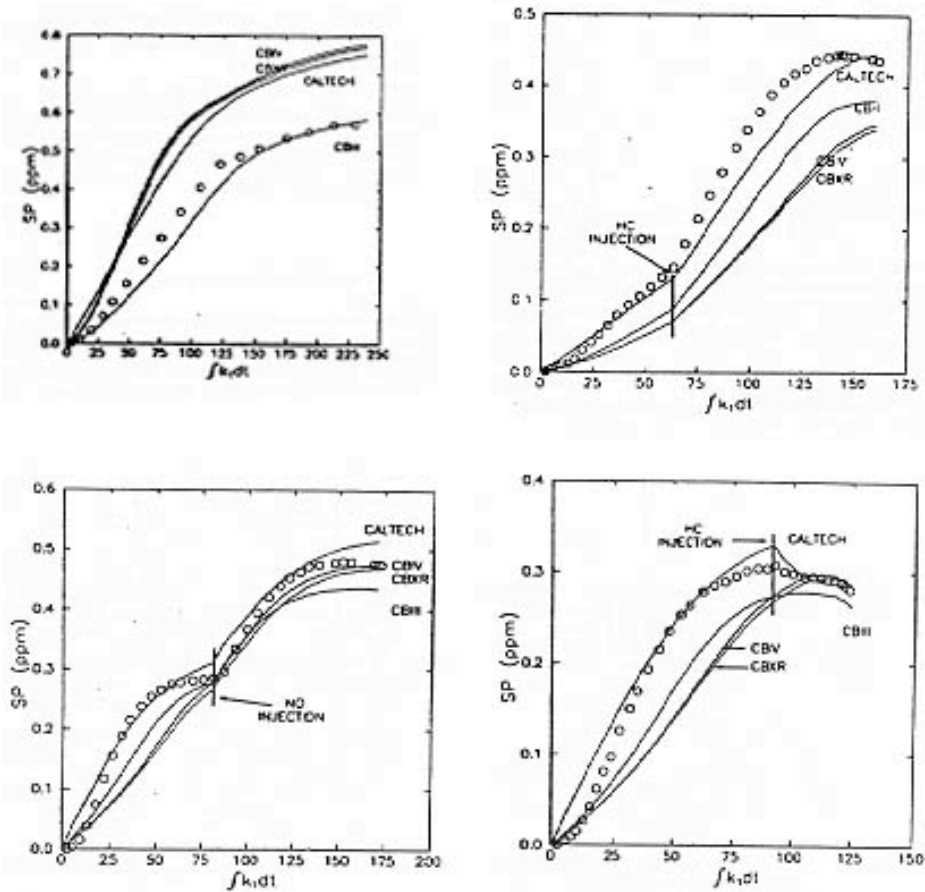 0.8
0.7
0.6
0.5
0.4
0.3
0.2
0.1
0.0
SP (ppm)
CBIV
CALTECH
CBIII
0 25 50 75 100 125 150 175 200 225 250
∫k₁dt
0.5
0.4
0.3
0.2
0.1
0.0
SP (ppm)
CALTECH
CBIV
CBXR
HC
INJECTION
0 25 50 75 100 125 150 175
∫k₁dt
0.6
0.5
0.4
0.3
0.2
0.1
0.0
SP (ppm)
CALTECH
CBIV
CBXR
CBIII
NO
INJECTION
0 25 50 75 100 125 150 175 200
∫k₁dt
0.4
0.3
0.2
0.1
0.0
SP (ppm)
HC
INJECTION
CALTECH
CBIII
CBIV
CBXR
0 50 100 150
∫k₁dt